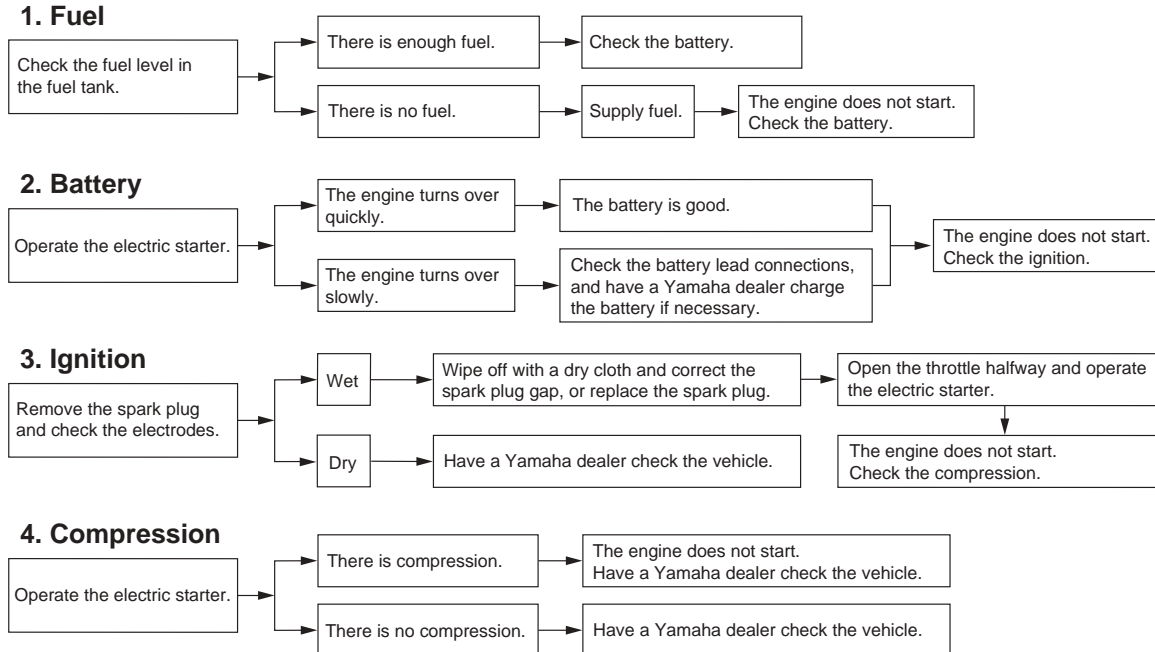 1. Fuel
Check the fuel level in
the fuel tank.
There is enough fuel.
Check the battery.
There is no fuel.
Supply fuel.
The engine does not start.
Check the battery.
2. Battery
Operate the electric starter.
The engine turns over
quickly.
The battery is good.
The engine turns over
slowly.
Check the battery lead connections,
and have a Yamaha dealer charge
the battery if necessary.
The engine does not start.
Check the ignition.
3. Ignition
Remove the spark plug
and check the electrodes.
Wet
Wipe off with a dry cloth and correct the
spark plug gap, or replace the spark plug.
Open the throttle halfway and operate
the electric starter.
Dry
Have a Yamaha dealer check the vehicle.
The engine does not start.
Check the compression.
4. Compression
Operate the electric starter.
There is compression.
The engine does not start.
Have a Yamaha dealer check the vehicle.
There is no compression.
Have a Yamaha dealer check the vehicle.